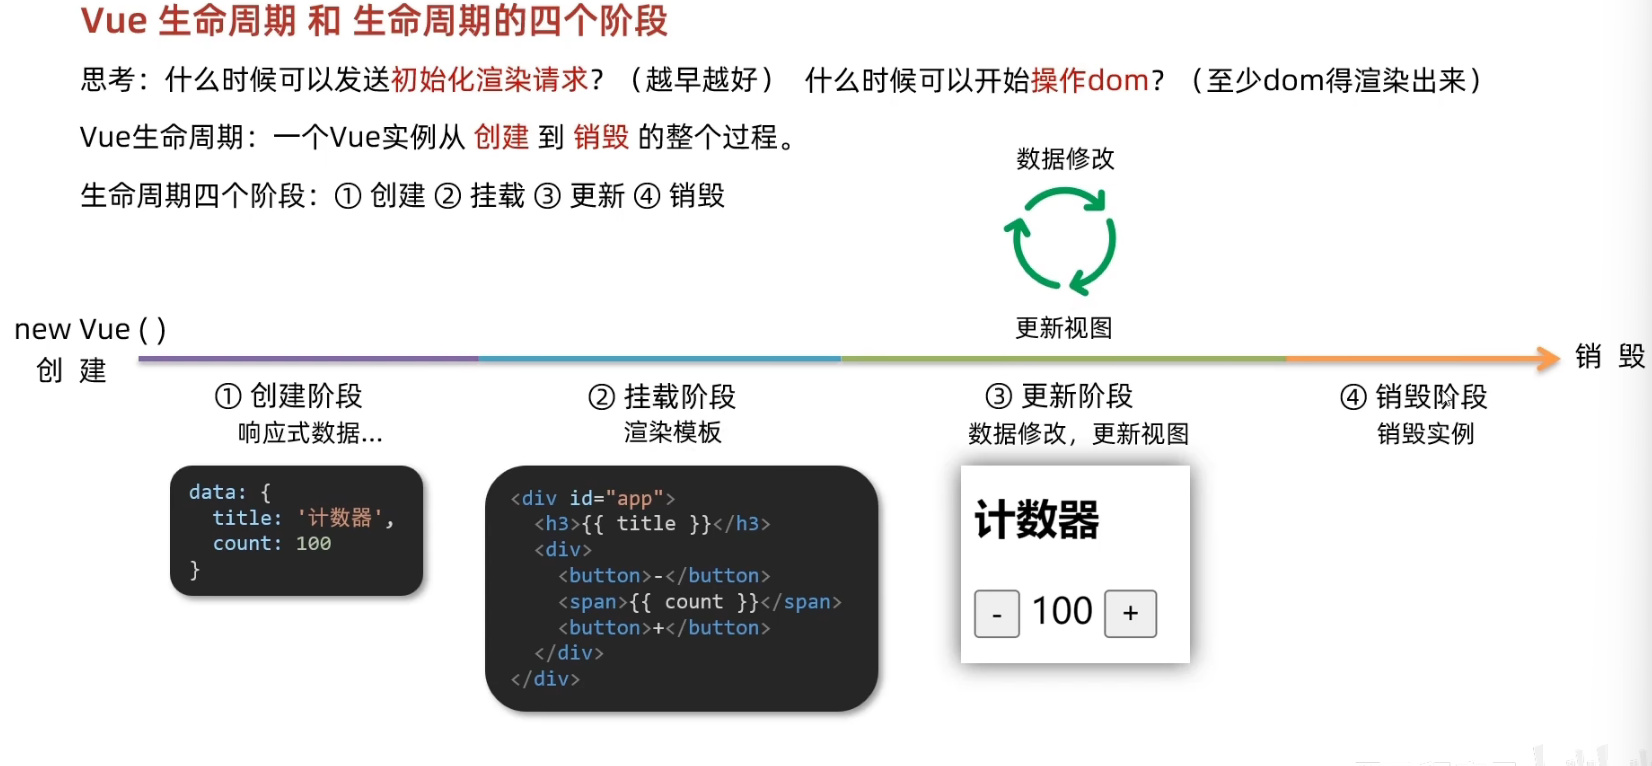 Vue 生命周期 和 生命周期的四个阶段
思考：什么时候可以发送初始化渲染请求？（越早越好） 什么时候可以开始操作dom？（至少dom得渲染出来）
Vue生命周期：一个Vue实例从 创建 到 销毁 的整个过程。
生命周期四个阶段：① 创建 ② 挂载 ③ 更新 ④ 销毁
数据修改
更新视图
new Vue ( )
创 建
销 毁
① 创建阶段
响应式数据...
data: {
  title: '计数器',
  count: 100
}
② 挂载阶段
渲染模板
<div id="app">
  <h3>{{ title }}</h3>
  <div>
    <button>-</button>
    <span>{{ count }}</span>
    <button>+</button>
  </div>
</div>
③ 更新阶段
数据修改，更新视图
计数器
- 100 +
④ 销毁阶段
销毁实例